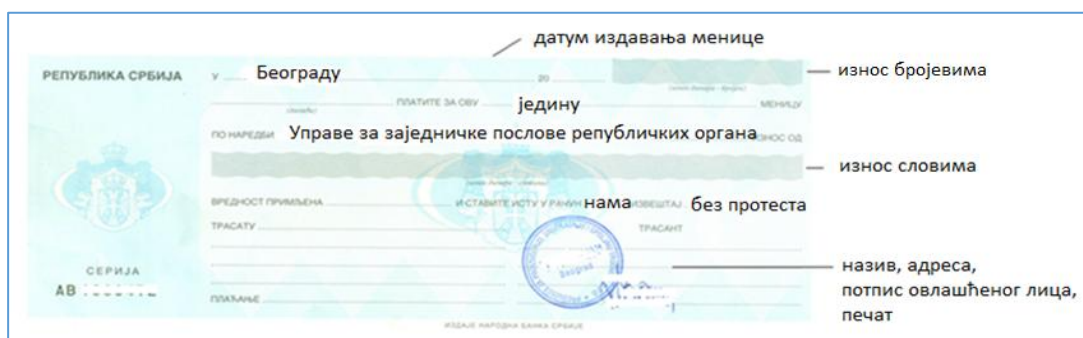 датум издавања менице
РЕПУБЛИКА СРБИЈА У Београду 20 износ бројевима
ПЛАТИТЕ ЗА ОВУ једину МЕНИЦУ
ПО НАРЕДБИ Управе за заједничке послове републичких органа ИЗНОС ОД
износ словима
ВРЕДНОСТ ПРИМЉЕНА И СТАВИТЕ ИСТУ У РАЧУН нама ИЗВЕШТАЈ без протеста
ТРАСАТУ ТРАСАНТ
СЕРИЈА
АВ
назив, адреса,
потпис овлашћеног лица,
печат
ПЛАЋАЊЕ
ИЗДАЈЕ НАРОДНА БАНКА СРБИЈЕ